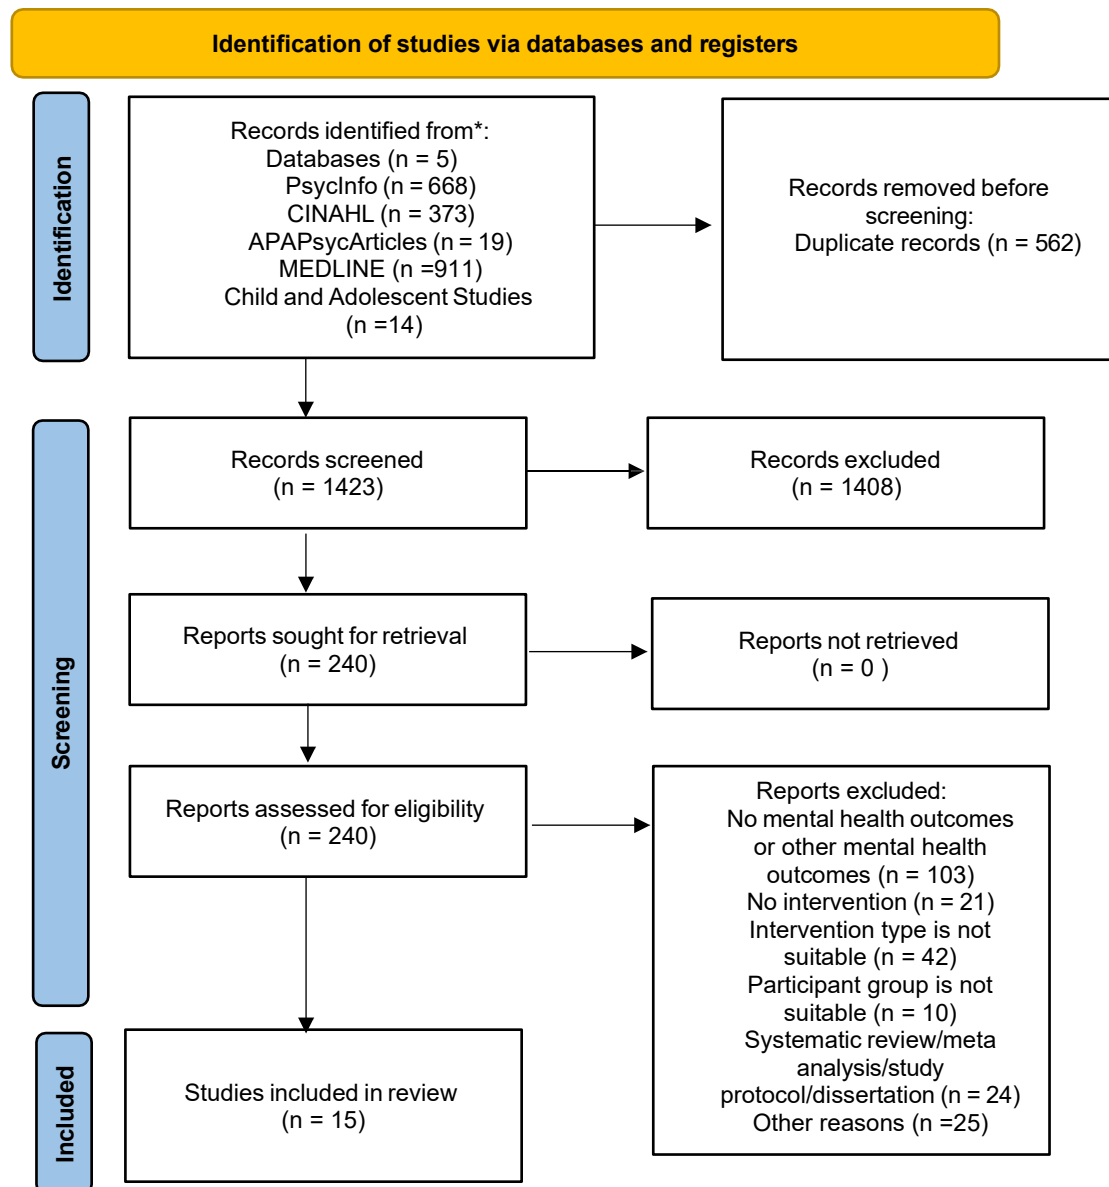 Identification of studies via databases and registers
Identification
Records identified from*:
Databases (n = 5)
PsycInfo (n = 668)
CINAHL (n = 373)
APAPsycArticles (n = 19)
MEDLINE (n =911)
Child and Adolescent Studies
(n =14)
Records removed before
screening:
Duplicate records (n = 562)
Screening
Records screened
(n = 1423)
Records excluded
(n = 1408)
Reports sought for retrieval
(n = 240)
Reports not retrieved
(n = 0 )
Reports assessed for eligibility
(n = 240)
Reports excluded:
No mental health outcomes
or other mental health
outcomes (n = 103)
No intervention (n = 21)
Intervention type is not
suitable (n = 42)
Participant group is not
suitable (n = 10)
Systematic review/meta
analysis/study
protocol/dissertation (n = 24)
Other reasons (n =25)
Included
Studies included in review
(n = 15)